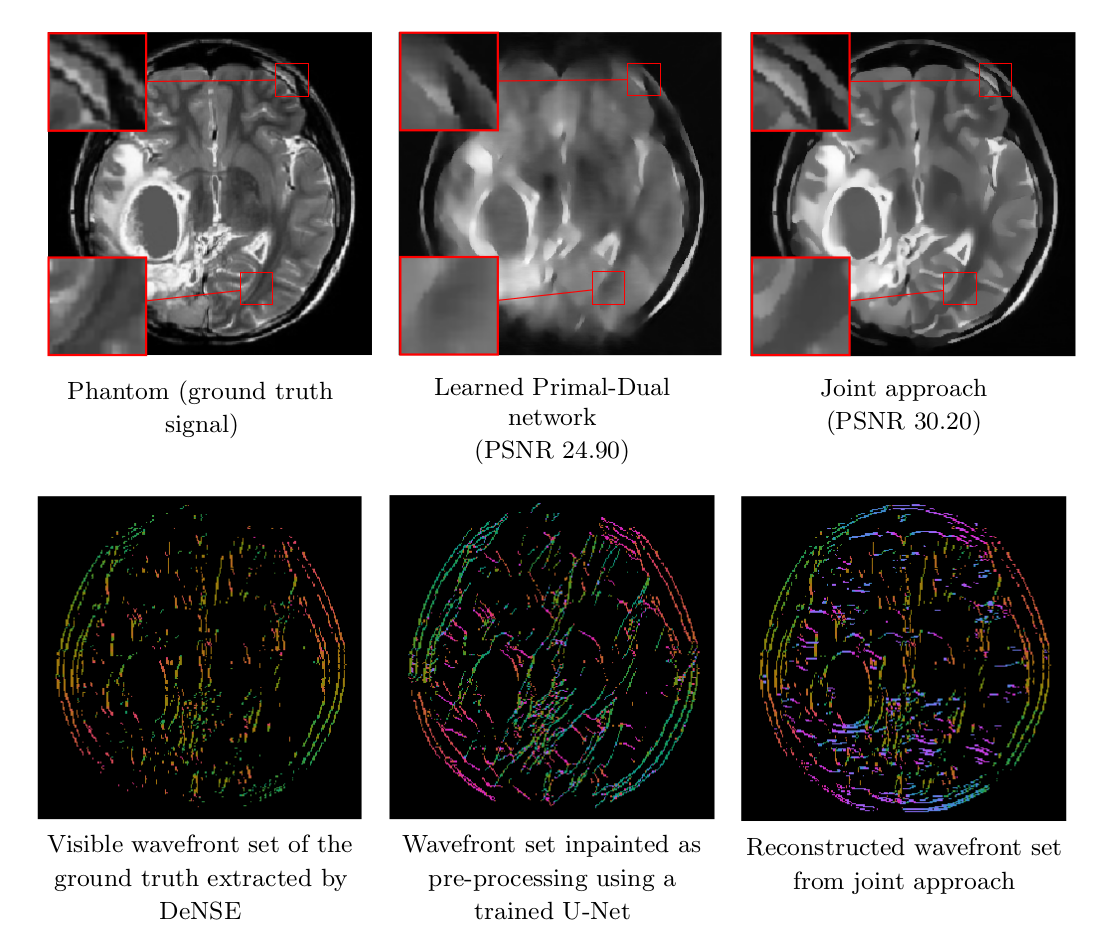 Phantom (ground truth
signal)
Learned Primal-Dual
network
(PSNR 24.90)
Joint approach
(PSNR 30.20)
Visible wavefront set of the
ground truth extracted by
DeNSE
Wavefront set inpainted as
pre-processing using a
trained U-Net
Reconstructed wavefront set
from joint approach